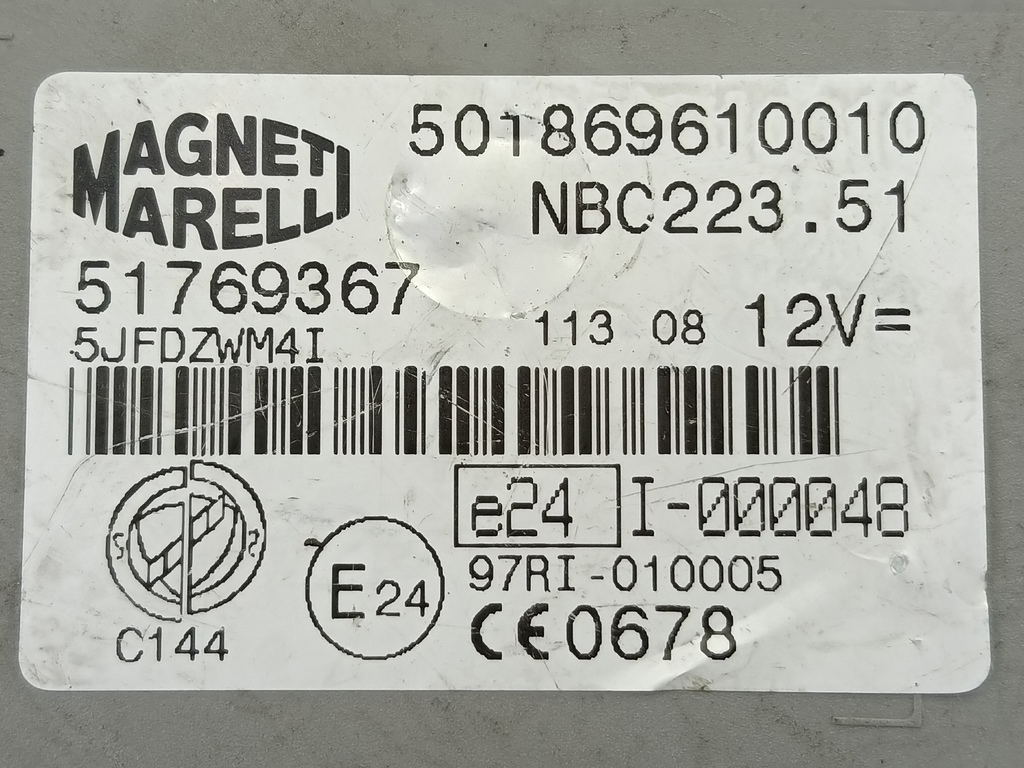 MAGNETI
MARELLI
501869610010
NBC223.51
51769367
5JFDZWM4I
113 08 12V=
e24 I-000048
97RI-010005
E24
CE0678
C144